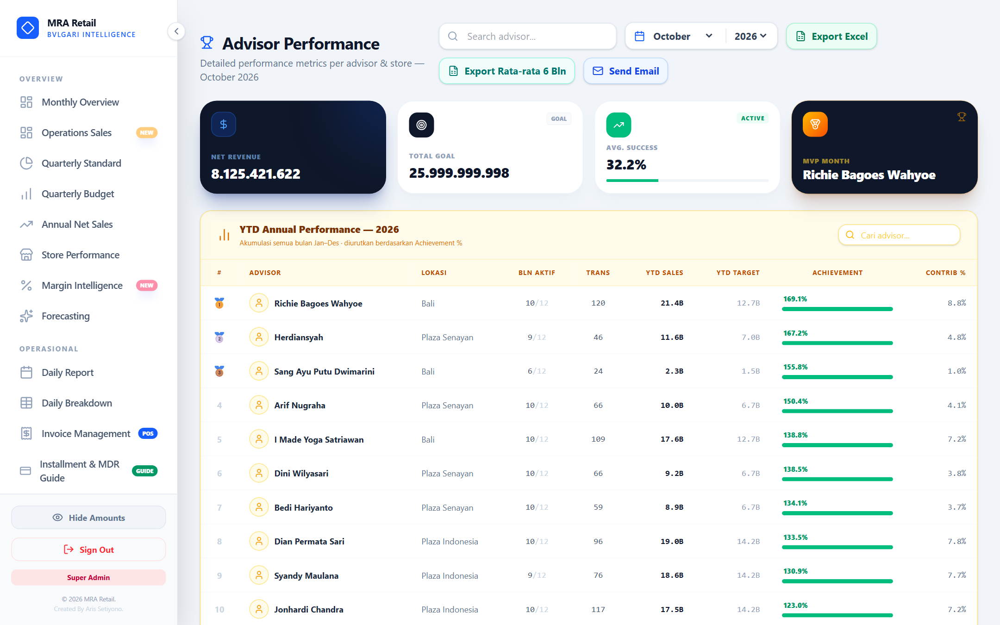 MRA Retail
BVLGARI INTELLIGENCE
OVERVIEW
Monthly Overview
Operations Sales NEW
Quarterly Standard
Quarterly Budget
Annual Net Sales
Store Performance
Margin Intelligence NEW
Forecasting
OPERASIONAL
Daily Report
Daily Breakdown
Invoice Management POS
Installment & MDR
Guide GUIDE
Hide Amounts
Sign Out
Super Admin
© 2026 MRA Retail.
Created By Aris Setiyono.
Advisor Performance
Detailed performance metrics per advisor & store —
October 2026
Search advisor...
October 2026
Export Excel
Export Rata-rata 6 Bln
Send Email
NET REVENUE
8.125.421.622
GOAL
TOTAL GOAL
25.999.999.998
ACTIVE
AVG. SUCCESS
32.2%
MVP MONTH
Richie Bagoes Wahyoe
YTD Annual Performance — 2026
Akumulasi semua bulan Jan–Des · diurutkan berdasarkan Achievement %
Cari advisor...
# ADVISOR LOKASI BLN AKTIF TRANS YTD SALES YTD TARGET ACHIEVEMENT CONTRIB %
1 Richie Bagoes Wahyoe Bali 10/12 120 21.4B 12.7B 169.1% 8.8%
2 Herdiansyah Plaza Senayan 9/12 46 11.6B 7.0B 167.2% 4.8%
3 Sang Ayu Putu Dwimarini Bali 6/12 24 2.3B 1.5B 155.8% 1.0%
4 Arif Nugraha Plaza Senayan 10/12 66 10.0B 6.7B 150.4% 4.1%
5 I Made Yoga Satriawan Bali 10/12 109 17.6B 12.7B 138.8% 7.2%
6 Dini Wilyasari Plaza Senayan 10/12 66 9.2B 6.7B 138.5% 3.8%
7 Bedi Hariyanto Plaza Senayan 10/12 59 8.9B 6.7B 134.1% 3.7%
8 Dian Permata Sari Plaza Indonesia 10/12 96 19.0B 14.2B 133.5% 7.8%
9 Syandy Maulana Plaza Indonesia 9/12 76 18.6B 14.2B 130.9% 7.7%
10 Jonhardi Chandra Plaza Indonesia 10/12 117 17.5B 14.2B 123.0% 7.2%